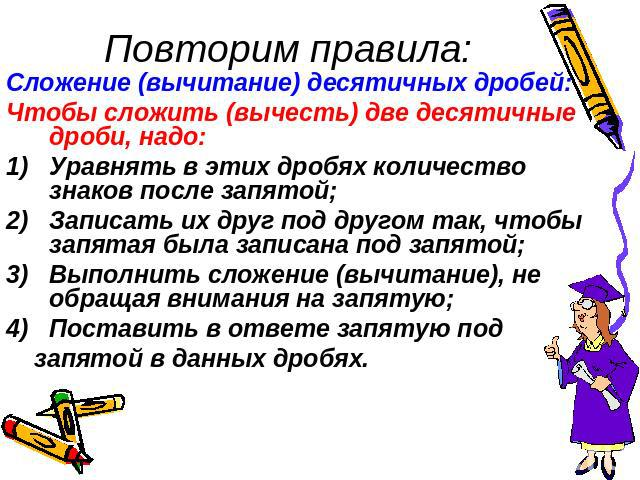 Повторим правила:
Сложение (вычитание) десятичных дробей:
Чтобы сложить (вычесть) две десятичные
дроби, надо:
1) Уравнять в этих дробях количество
знаков после запятой;
2) Записать их друг под другом так, чтобы
запятая была записана под запятой;
3) Выполнить сложение (вычитание), не
обращая внимания на запятую;
4) Поставить в ответе запятую под
запятой в данных дробях.